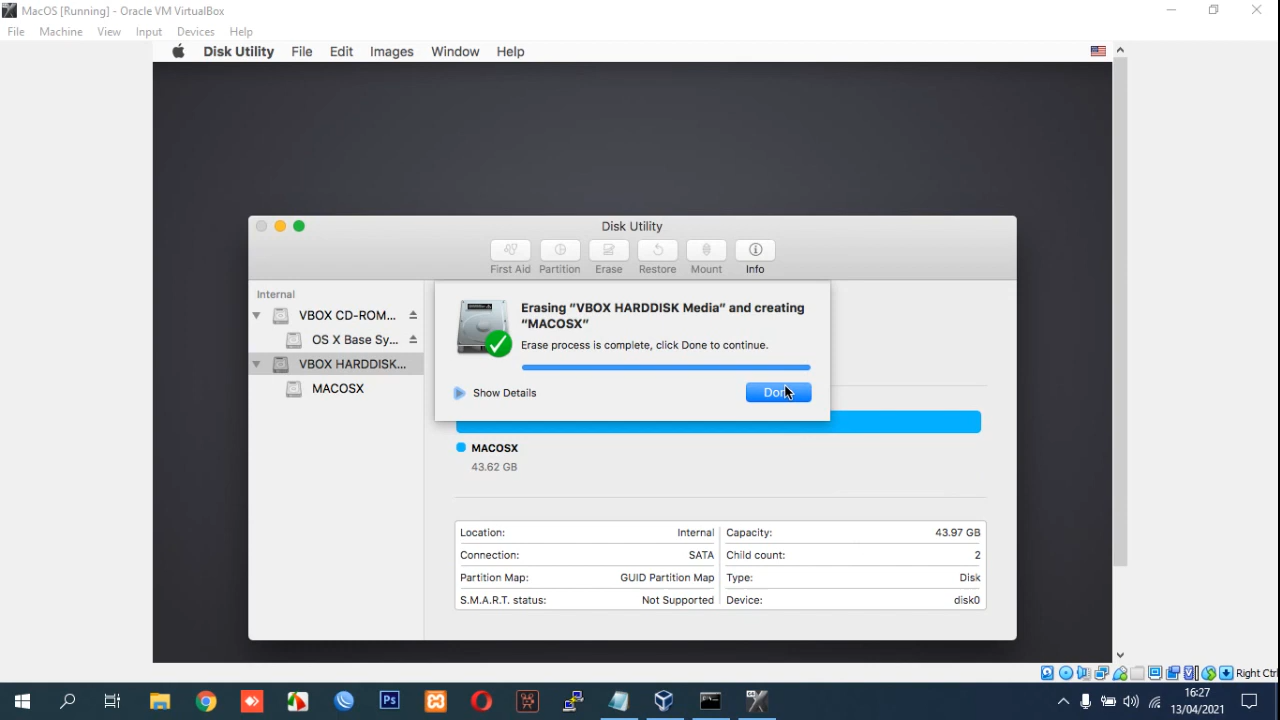 MacOS [Running] - Oracle VM VirtualBox
File Machine View Input Devices Help
Disk Utility File Edit Images Window Help
Disk Utility
First Aid Partition Erase Restore Mount Info
Internal
VBOX CD-ROM...
OS X Base Sy...
VBOX HARDDISK...
MACOSX
Erasing “VBOX HARDDISK Media” and creating
“MACOSX”
Erase process is complete, click Done to continue.
Show Details
Done
MACOSX
43.62 GB
Location: Internal
Connection: SATA
Partition Map: GUID Partition Map
S.M.A.R.T. status: Not Supported
Capacity: 43.97 GB
Child count: 2
Type: Disk
Device: disk0
Right Ctrl
Ps
16:27
13/04/2021